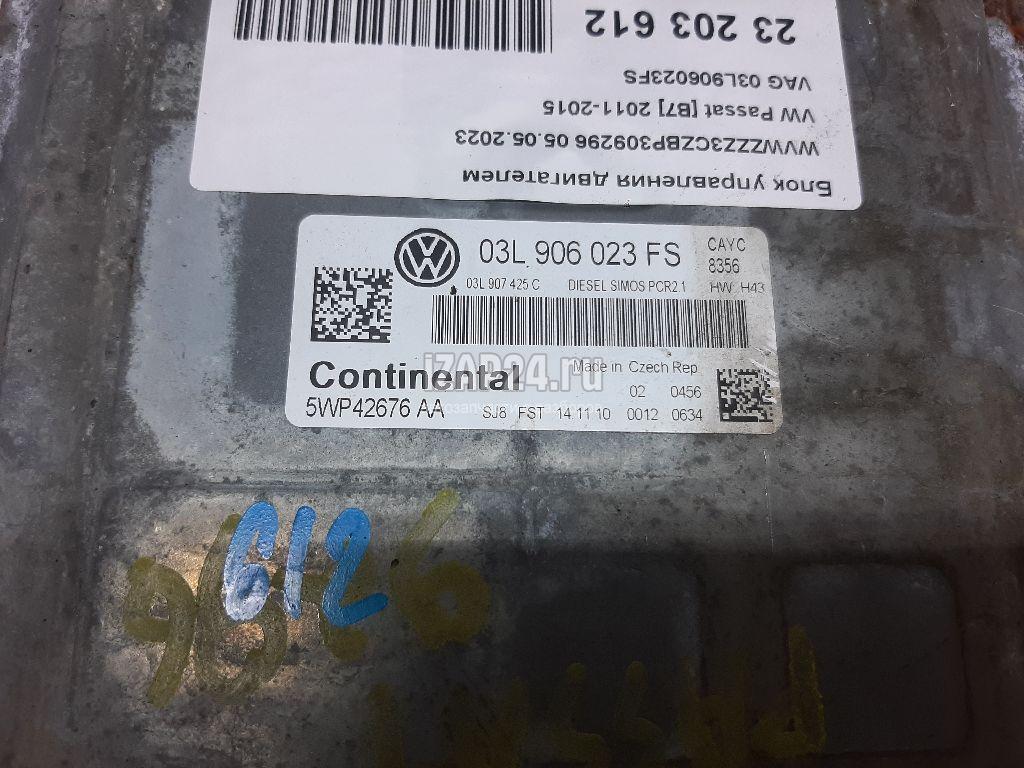 Блок управления двигателем
WVWZZZ3CZBP309296 05.05.2023
VW Passat [B7] 2011-2015
VAG 03L906023FS
23 203 612
03L 906 023 FS CAYC
8356
03L 907 425 C DIESEL SIMOS PCR2.1 HW H43
iZAP24.ru
Continental Made in Czech Rep
02 0456
5WP42676 AA SJ8 FST 14 11 10 0012 0634
612